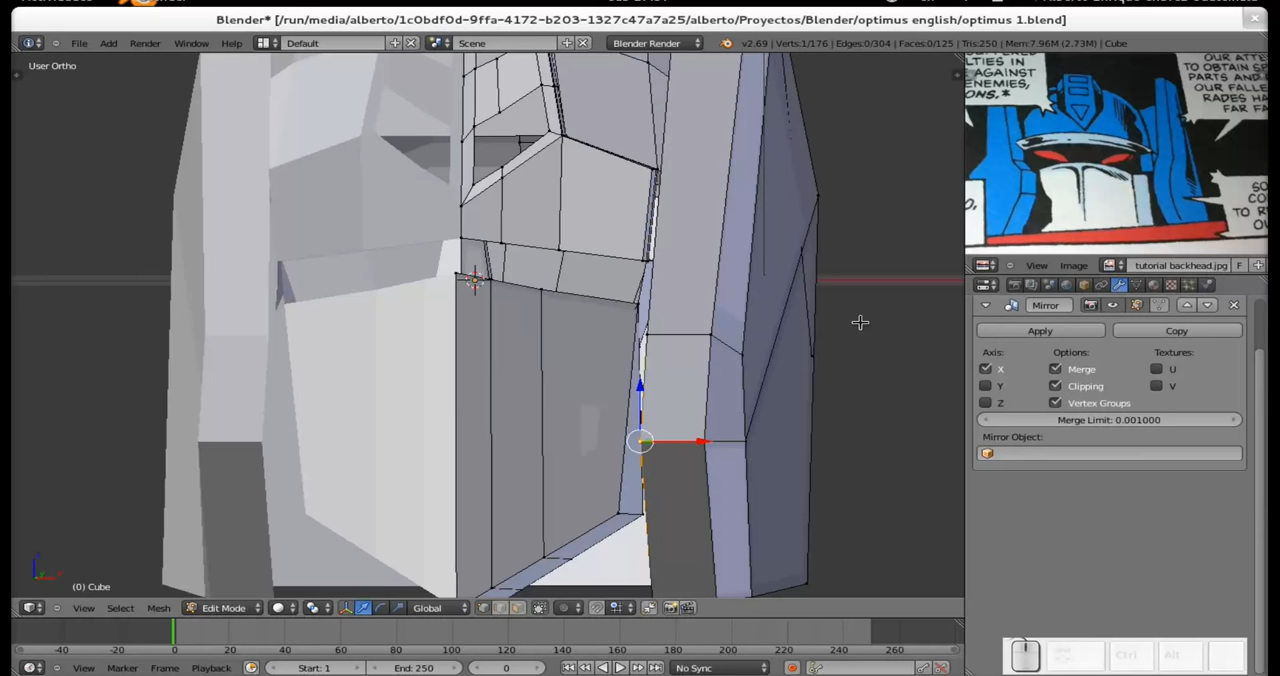 Blender* [/run/media/alberto/1c0bdf0d-9ffa-4172-b203-1327c47a7a25/alberto/Proyectos/Blender/optimus english/optimus 1.blend]
File Add Render Window Help Default Scene Blender Render v2.69 | Verts:1/176 | Edges:0/304 | Faces:0/125 | Tris:250 | Mem:7.96M (2.73M) | Cube
User Ortho
OUR ATTE
TO OBTAIN SP
PARTS AND
OUR FALLE
RADES HA
FAR FA
LTIES IN
AGAINST
ENEMIES,
ONS,*
SO
CO
TO R
OU
View Image tutorial backhead.jpg F
Mirror
Apply Copy
Axis: Options: Textures:
X Merge U
Y Clipping V
Z Vertex Groups
Merge Limit: 0.001000
Mirror Object:
(0) Cube
View Select Mesh Edit Mode Global
-40 -20 0 20 40 60 80 100 120 140 160 180 200 220 240 260
View Marker Frame Playback Start: 1 End: 250 0 No Sync
Ctrl Alt